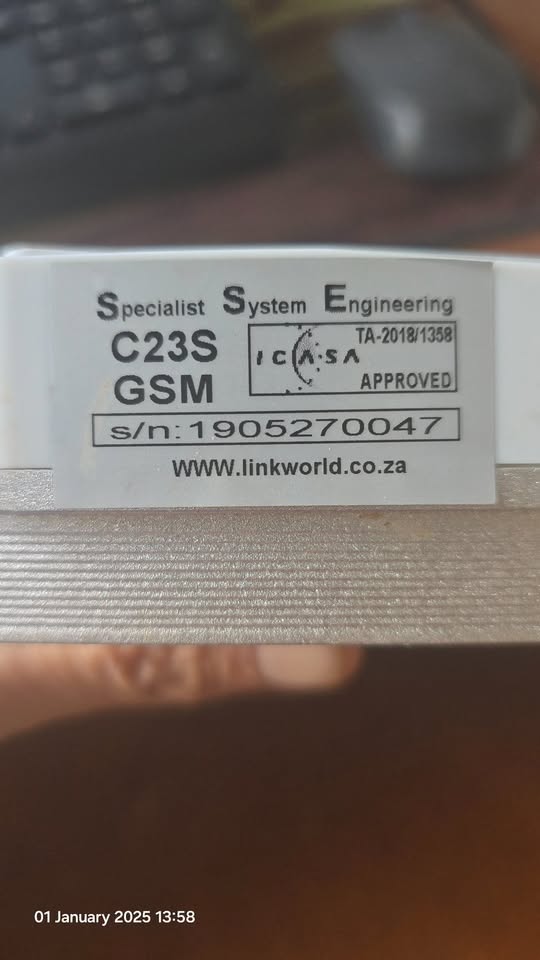 Specialist System Engineering
C23S
GSM
TA-2018/1358
ICASA
APPROVED
s/n:1905270047
WWW.linkworld.co.za
01 January 2025 13:58